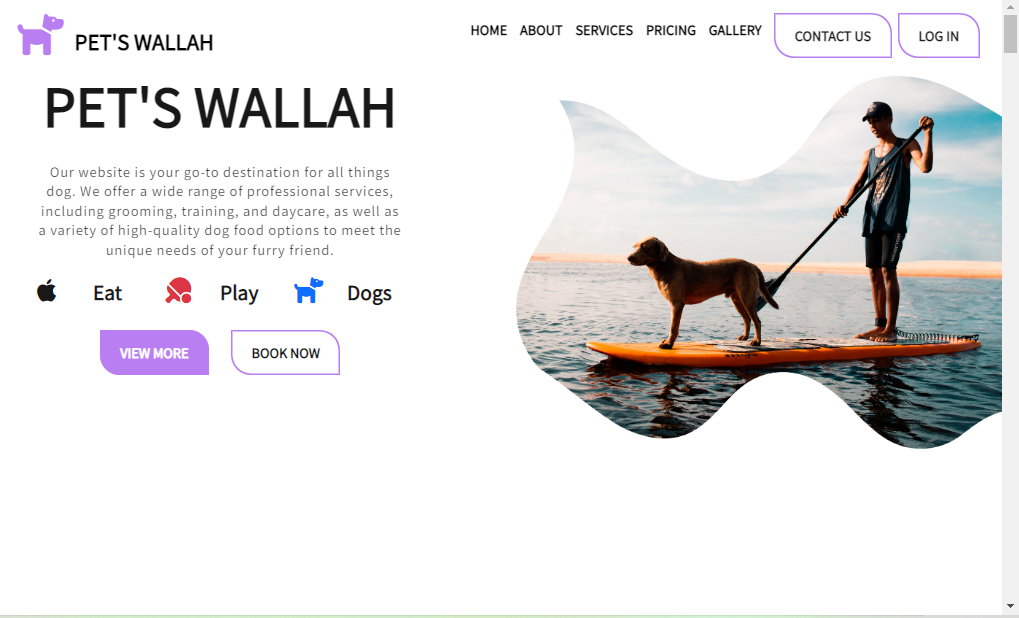 PET'S WALLAH
HOME ABOUT SERVICES PRICING GALLERY CONTACT US LOG IN
PET'S WALLAH
Our website is your go-to destination for all things
dog. We offer a wide range of professional services,
including grooming, training, and daycare, as well as
a variety of high-quality dog food options to meet the
unique needs of your furry friend.
Eat Play Dogs
VIEW MORE BOOK NOW